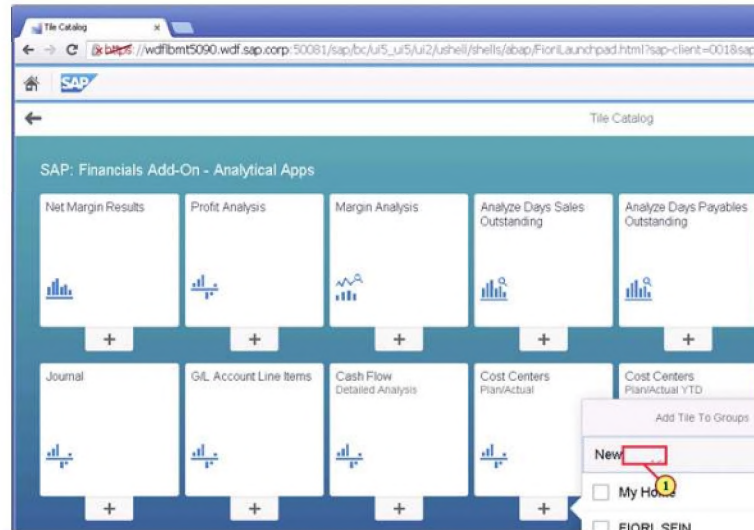 Tile Catalog
https://wdflbmt5090.wdf.sap.corp:50081/sap/bc/ui5_ui5/ui2/ushell/shells/abap/FioriLaunchpad.html?sap-client=001&sap
SAP
Tile Catalog
SAP: Financials Add-On - Analytical Apps
Net Margin Results
Profit Analysis
Margin Analysis
Analyze Days Sales
Outstanding
Analyze Days Payables
Outstanding
+ + + + +
Journal
G/L Account Line Items
Cash Flow
Detailed Analysis
Cost Centers
Plan/Actual
Cost Centers
Plan/Actual YTD
Add Tile To Groups
New
1
My Home
FIORI_SFIN
+ + + +